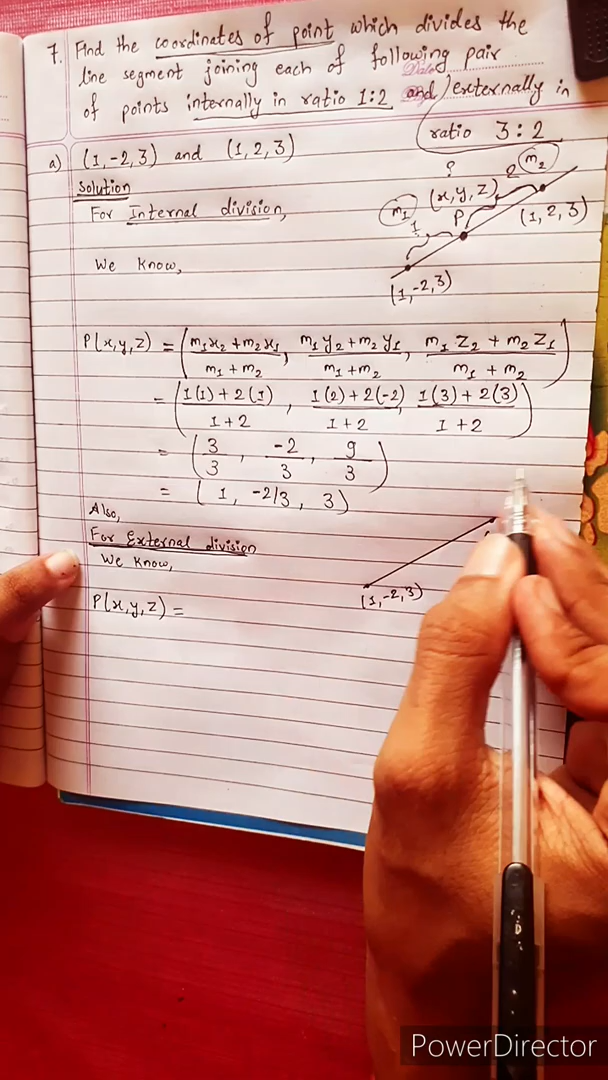 7. Find the coordinates of point which divides the
line segment joining each of following pair
of points internally in ratio 1:2 and externally in
ratio 3:2
a) (1,-2,3) and (1,2,3)
Solution
For Internal division,
?
m1 (x,y,z) 2 m2
1 P (1,2,3)
(1,-2,3)
We know,
P(x,y,z) = (m1x2+m2x1/m1+m2, m1y2+m2y1/m1+m2, m1z2+m2z1/m1+m2)
= (1(1)+2(1)/1+2, 1(2)+2(-2)/1+2, 1(3)+2(3)/1+2)
= (3/3, -2/3, 9/3)
= (1, -2/3, 3)
Also,
For External division
We know,
(1,-2,3)
P(x,y,z) =
PowerDirector